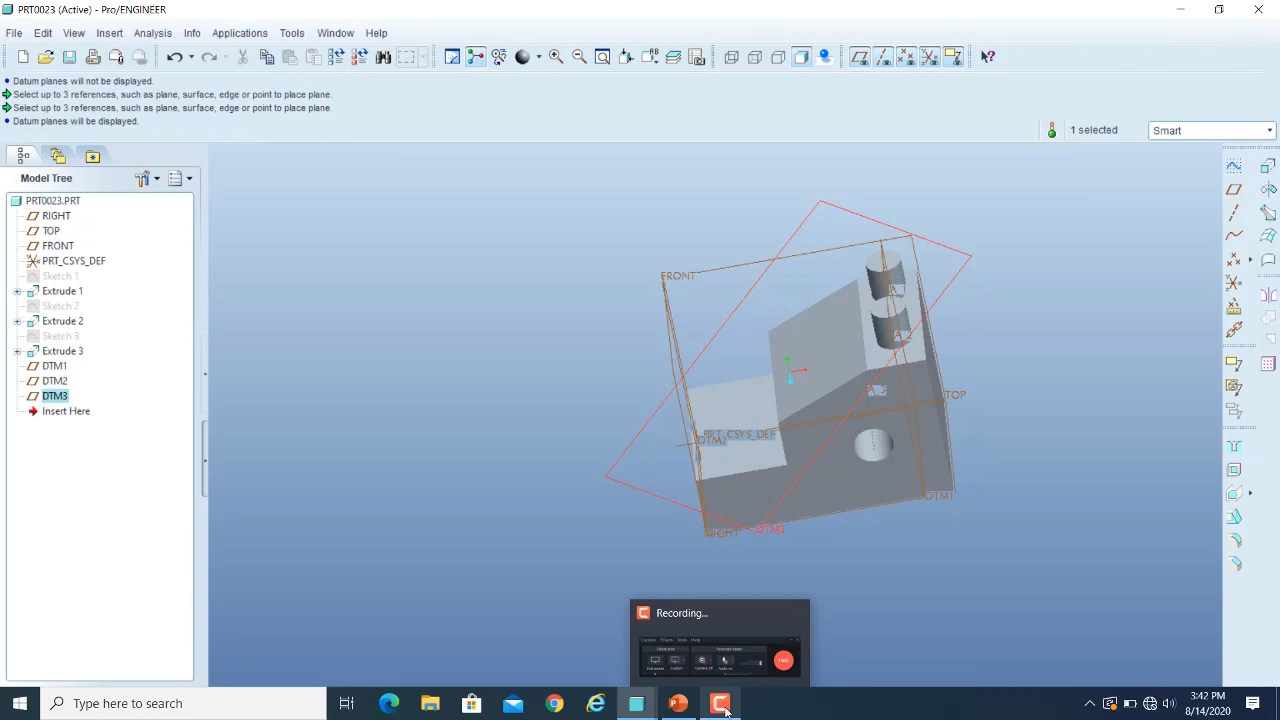 PRT0023 (Active) - Pro/ENGINEER
File Edit View Insert Analysis Info Applications Tools Window Help
Datum planes will not be displayed.
Select up to 3 references, such as plane, surface, edge or point to place plane.
Select up to 3 references, such as plane, surface, edge or point to place plane.
Datum planes will be displayed.
1 selected
Smart
Model Tree
PRT0023.PRT
RIGHT
TOP
FRONT
PRT_CSYS_DEF
Sketch 1
Extrude 1
Sketch 2
Extrude 2
Sketch 3
Extrude 3
DTM1
DTM2
DTM3
Insert Here
FRONT
TOP
PRT_CSYS_DEF
DTM2
DTM1
DTM3
RIGHT
Recording...
Type here to search
3:42 PM
8/14/2020